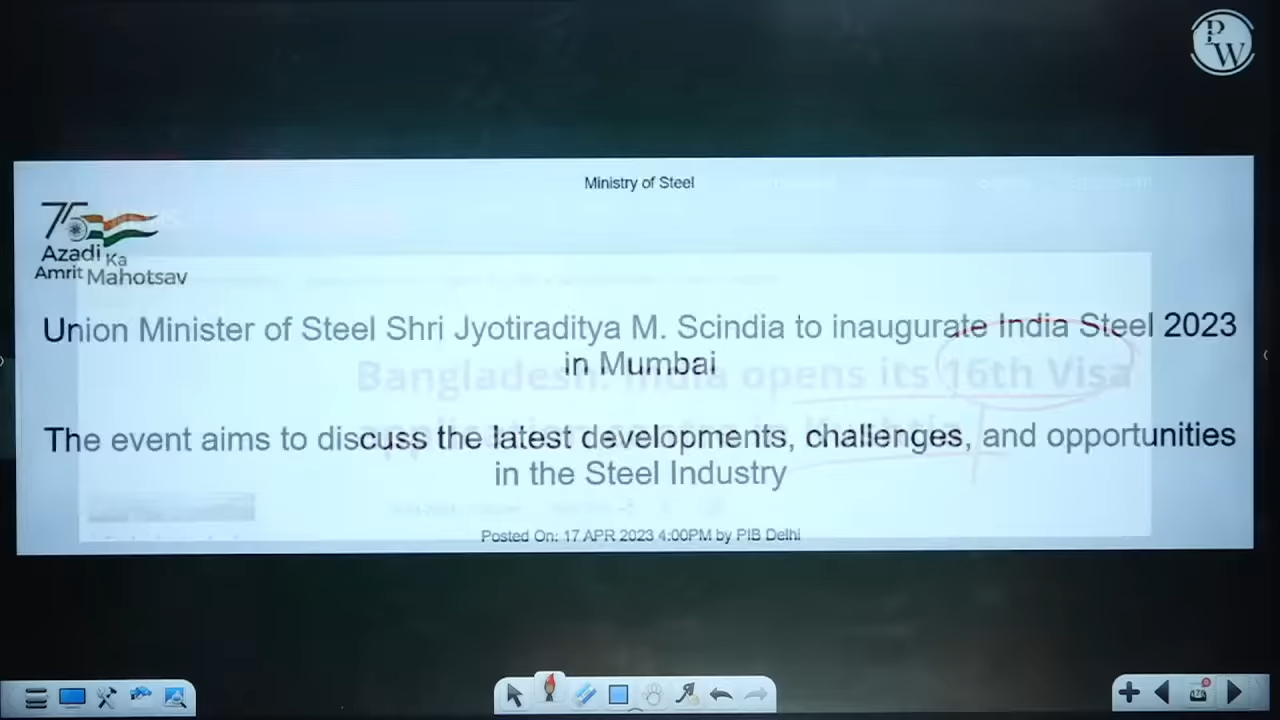 PW
Ministry of Steel
75
Azadi Ka
Amrit Mahotsav
Union Minister of Steel Shri Jyotiraditya M. Scindia to inaugurate India Steel 2023
in Mumbai
Bangladesh: India opens its 16th Visa
The event aims to discuss the latest developments, challenges, and opportunities
in the Steel Industry
Posted On: 17 APR 2023 4:00PM by PIB Delhi